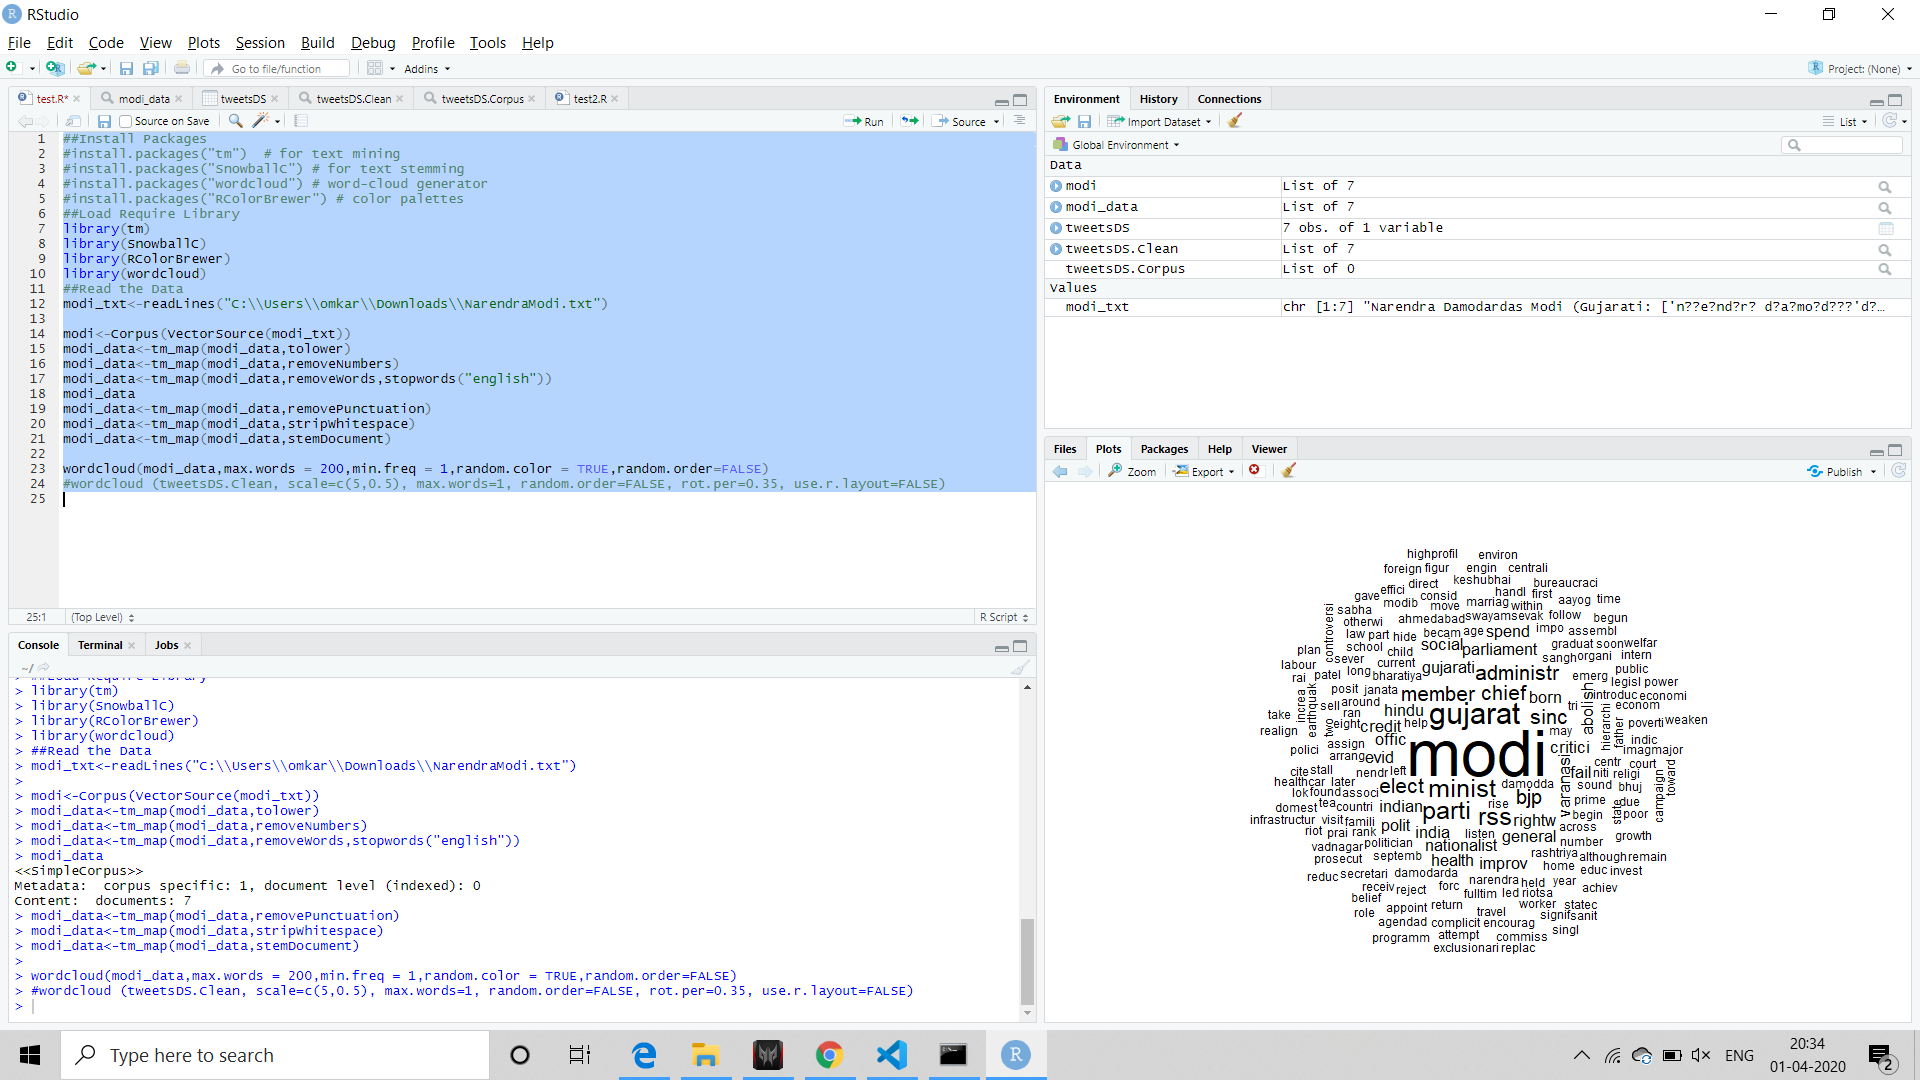 RStudio
File Edit Code View Plots Session Build Debug Profile Tools Help
Go to file/function Addins Project: (None)
test.R* modi_data tweetsDS tweetsDS.Clean tweetsDS.Corpus test2.R
Source on Save Run Source
1 ##Install Packages
2 #install.packages("tm") # for text mining
3 #install.packages("SnowballC") # for text stemming
4 #install.packages("wordcloud") # word-cloud generator
5 #install.packages("RColorBrewer") # color palettes
6 ##Load Require Library
7 library(tm)
8 library(SnowballC)
9 library(RColorBrewer)
10 library(wordcloud)
11 ##Read the Data
12 modi_txt<-readLines("C:\\Users\\omkar\\Downloads\\NarendraModi.txt")
13
14 modi<-Corpus(VectorSource(modi_txt))
15 modi_data<-tm_map(modi_data,tolower)
16 modi_data<-tm_map(modi_data,removeNumbers)
17 modi_data<-tm_map(modi_data,removeWords,stopwords("english"))
18 modi_data
19 modi_data<-tm_map(modi_data,removePunctuation)
20 modi_data<-tm_map(modi_data,stripWhitespace)
21 modi_data<-tm_map(modi_data,stemDocument)
22
23 wordcloud(modi_data,max.words = 200,min.freq = 1,random.color = TRUE,random.order=FALSE)
24 #wordcloud (tweetsDS.Clean, scale=c(5,0.5), max.words=1, random.order=FALSE, rot.per=0.35, use.r.layout=FALSE)
25
25:1 (Top Level) R Script
Console Terminal Jobs
~/
> ##Load Require Library
> library(tm)
> library(SnowballC)
> library(RColorBrewer)
> library(wordcloud)
> ##Read the Data
> modi_txt<-readLines("C:\\Users\\omkar\\Downloads\\NarendraModi.txt")
>
> modi<-Corpus(VectorSource(modi_txt))
> modi_data<-tm_map(modi_data,tolower)
> modi_data<-tm_map(modi_data,removeNumbers)
> modi_data<-tm_map(modi_data,removeWords,stopwords("english"))
> modi_data
<<SimpleCorpus>>
Metadata: corpus specific: 1, document level (indexed): 0
Content: documents: 7
> modi_data<-tm_map(modi_data,removePunctuation)
> modi_data<-tm_map(modi_data,stripWhitespace)
> modi_data<-tm_map(modi_data,stemDocument)
>
> wordcloud(modi_data,max.words = 200,min.freq = 1,random.color = TRUE,random.order=FALSE)
> #wordcloud (tweetsDS.Clean, scale=c(5,0.5), max.words=1, random.order=FALSE, rot.per=0.35, use.r.layout=FALSE)
>
Environment History Connections
Import Dataset List
Global Environment
Data
modi List of 7
modi_data List of 7
tweetsDS 7 obs. of 1 variable
tweetsDS.Clean List of 7
tweetsDS.Corpus List of 0
Values
modi_txt chr [1:7] "Narendra Damodardas Modi (Gujarati: ['n??e?nd?r? d?a?mo?d???'d?…
Files Plots Packages Help Viewer
Zoom Export Publish
highprofil environ
foreign figur engin centrali
effici direct keshubhai bureaucraci
gave modib consid handl first aayog time
sabha move marriag within
otherwi ahmedabad swayamsevak follow begun
controversi law part hide becam age spend impo assembl
plan school child social parliament graduat soon welfar
labour sever current gujarati sangh organi intern
rai patel long bharatiya administr emerg public
posit janata member chief born legisl power
increa earthquak sell around hindu gujarat sinc tri abolish introduc economi
take ran econom
realign two eight credit help may hierarchi father poverti weaken
polici assign offic modi critici indic
arrang evid imag major
cite stall nendr left varanasi fail centr court
healthcar later elect minist damodda niti religi toward
lok found associ sound bhuj campaign
domest tea countri indian parti rise bjp prime due
infrastructur visit famili rss rightw begin state poor
riot prai rank polit india listen general across growth
vadnagar politician nationalist number
prosecut septemb health improv rashtriya although remain
reduc secretari damodarda home educ invest
receiv reject forc narendra held year achiev
belief fulltim led riotsa
role appoint return travel worker statec
agendad complicit encourag signif sanit
programm attempt commiss singl
exclusionari replac
Type here to search
ENG
20:34
01-04-2020
2